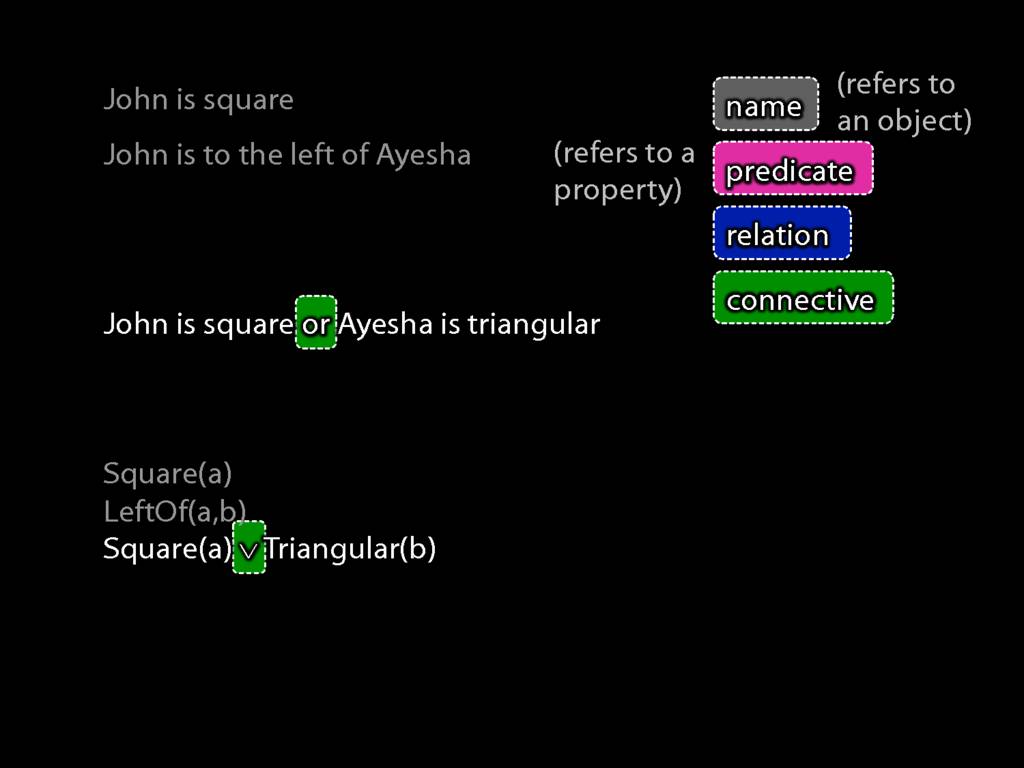 John is square
John is to the left of Ayesha
name
(refers to
an object)
(refers to a
property)
predicate
relation
connective
John is square or Ayesha is triangular
Square(a)
LeftOf(a,b)
Square(a) ∨ Triangular(b)